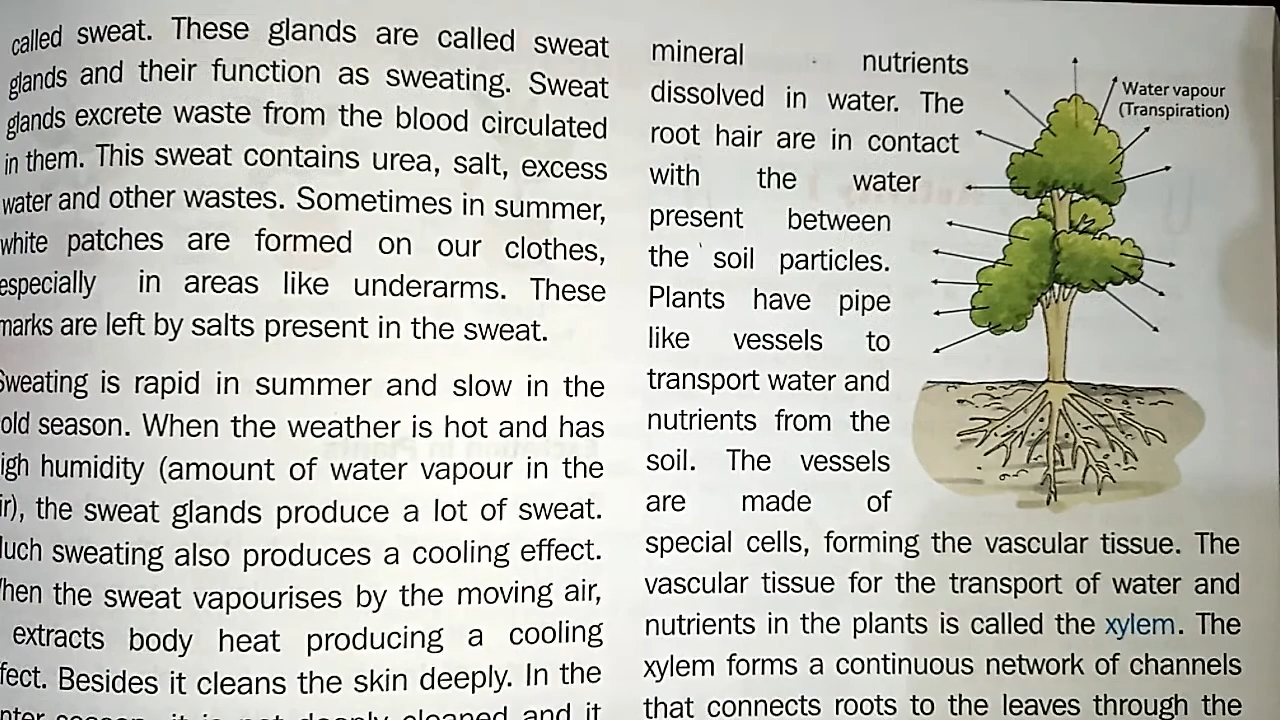 called sweat. These glands are called sweat
glands and their function as sweating. Sweat
glands excrete waste from the blood circulated
in them. This sweat contains urea, salt, excess
water and other wastes. Sometimes in summer,
white patches are formed on our clothes,
especially in areas like underarms. These
marks are left by salts present in the sweat.
Sweating is rapid in summer and slow in the
old season. When the weather is hot and has
igh humidity (amount of water vapour in the
ir), the sweat glands produce a lot of sweat.
uch sweating also produces a cooling effect.
hen the sweat vapourises by the moving air,
extracts body heat producing a cooling
fect. Besides it cleans the skin deeply. In the
mineral nutrients
dissolved in water. The
root hair are in contact
with the water
present between
the soil particles.
Plants have pipe
like vessels to
transport water and
nutrients from the
soil. The vessels
are made of
special cells, forming the vascular tissue. The
vascular tissue for the transport of water and
nutrients in the plants is called the xylem. The
xylem forms a continuous network of channels
that connects roots to the leaves through the
Water vapour
(Transpiration)